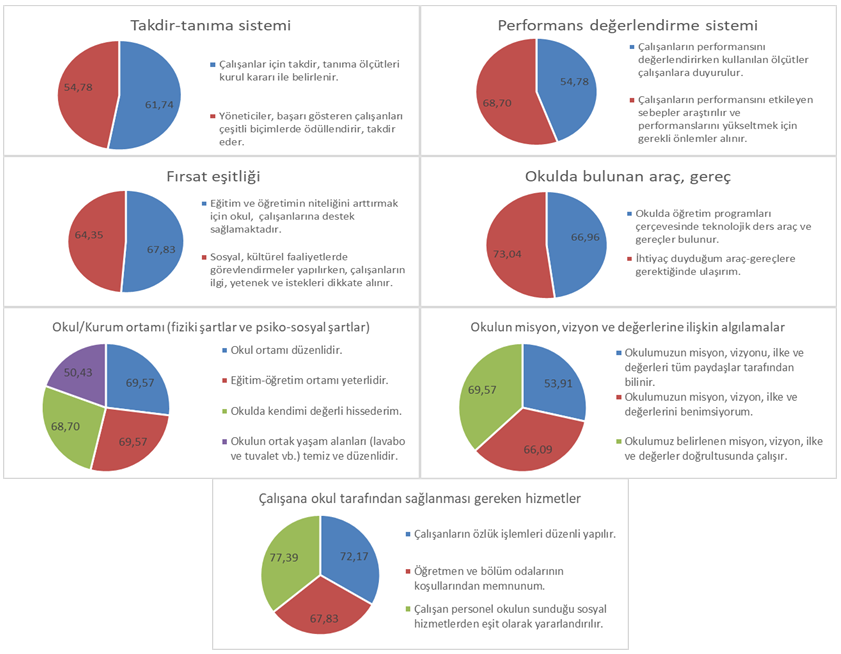 Takdir-tanıma sistemi
54,78
61,74
Çalışanlar için takdir, tanıma ölçütleri
kurul kararı ile belirlenir.
Yöneticiler, başarı gösteren çalışanları
çeşitli biçimlerde ödüllendirir, takdir
eder.
Performans değerlendirme sistemi
54,78
68,70
Çalışanların performansını
değerlendirirken kullanılan ölçütler
çalışanlara duyurulur.
Çalışanların performansını etkileyen
sebepler araştırılır ve
performanslarını yükseltmek için
gerekli önlemler alınır.
Fırsat eşitliği
64,35
67,83
Eğitim ve öğretimin niteliğini arttırmak
için okul, çalışanlarına destek
sağlamaktadır.
Sosyal, kültürel faaliyetlerde
görevlendirmeler yapılırken, çalışanların
ilgi, yetenek ve istekleri dikkate alınır.
Okulda bulunan araç, gereç
73,04
66,96
Okulda öğretim programları
çerçevesinde teknolojik ders araç ve
gereçler bulunur.
İhtiyaç duyduğum araç-gereçlere
gerektiğinde ulaşırım.
Okul/Kurum ortamı (fiziki şartlar ve psiko-sosyal şartlar)
50,43
69,57
68,70
69,57
Okul ortamı düzenlidir.
Eğitim-öğretim ortamı yeterlidir.
Okulda kendimi değerli hissederim.
Okulun ortak yaşam alanları (lavabo
ve tuvalet vb.) temiz ve düzenlidir.
Okulun misyon, vizyon ve değerlerine ilişkin algılamalar
69,57
53,91
66,09
Okulumuzun misyon, vizyonu, ilke ve
değerleri tüm paydaşlar tarafından
bilinir.
Okulumuzun misyon, vizyon, ilke ve
değerlerini benimsiyorum.
Okulumuz belirlenen misyon, vizyon, ilke
ve değerler doğrultusunda çalışır.
Çalışana okul tarafından sağlanması gereken hizmetler
77,39
72,17
67,83
Çalışanların özlük işlemleri düzenli yapılır.
Öğretmen ve bölüm odalarının
koşullarından memnunum.
Çalışan personel okulun sunduğu sosyal
hizmetlerden eşit olarak yararlandırılır.